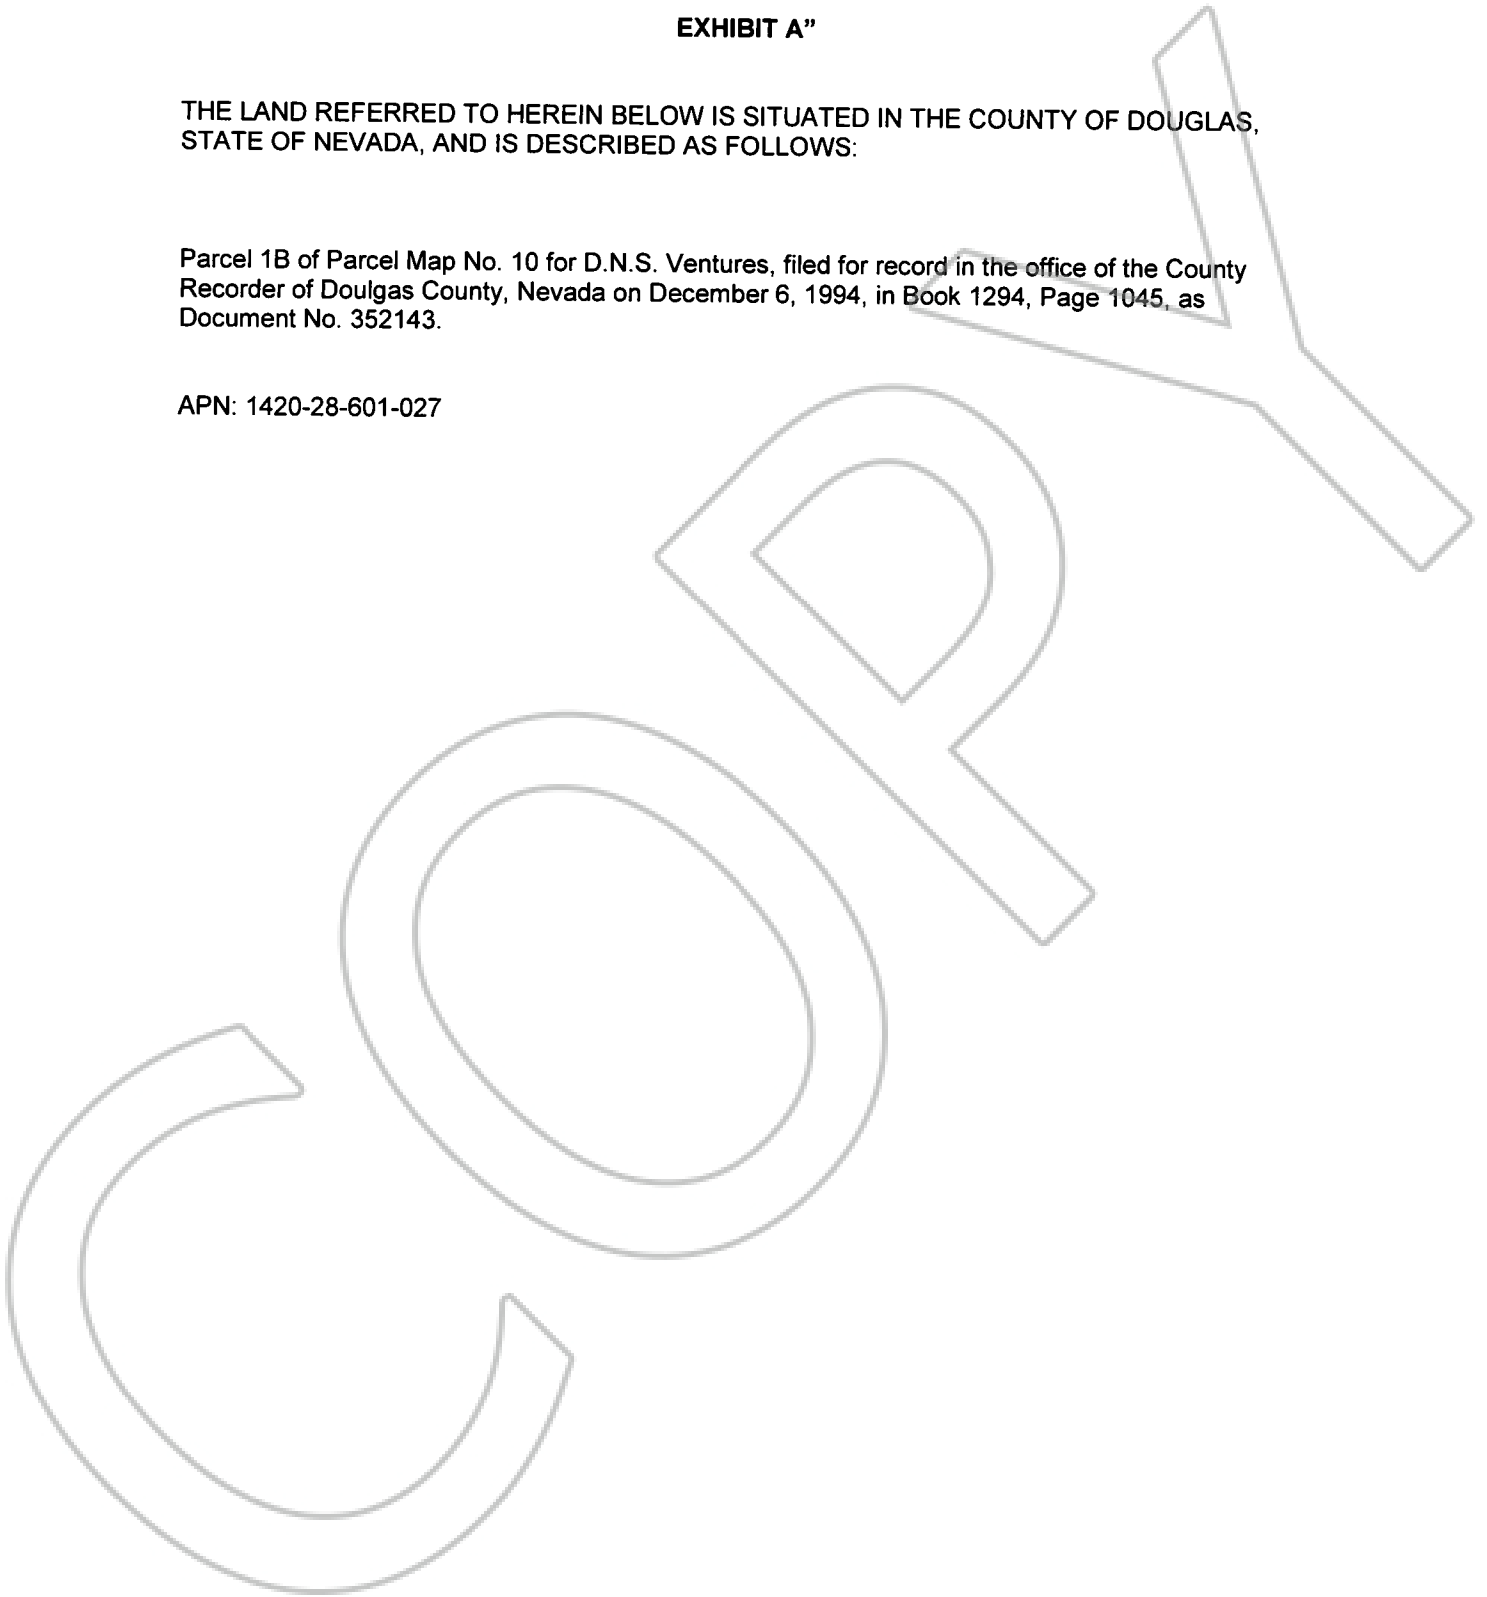 EXHIBIT A”
THE LAND REFERRED TO HEREIN BELOW IS SITUATED IN THE COUNTY OF DOUGLAS,
STATE OF NEVADA, AND IS DESCRIBED AS FOLLOWS:
Parcel 1B of Parcel Map No. 10 for D.N.S. Ventures, filed for record in the office of the County
Recorder of Doulgas County, Nevada on December 6, 1994, in Book 1294, Page 1045, as
Document No. 352143.
APN: 1420-28-601-027
COPY